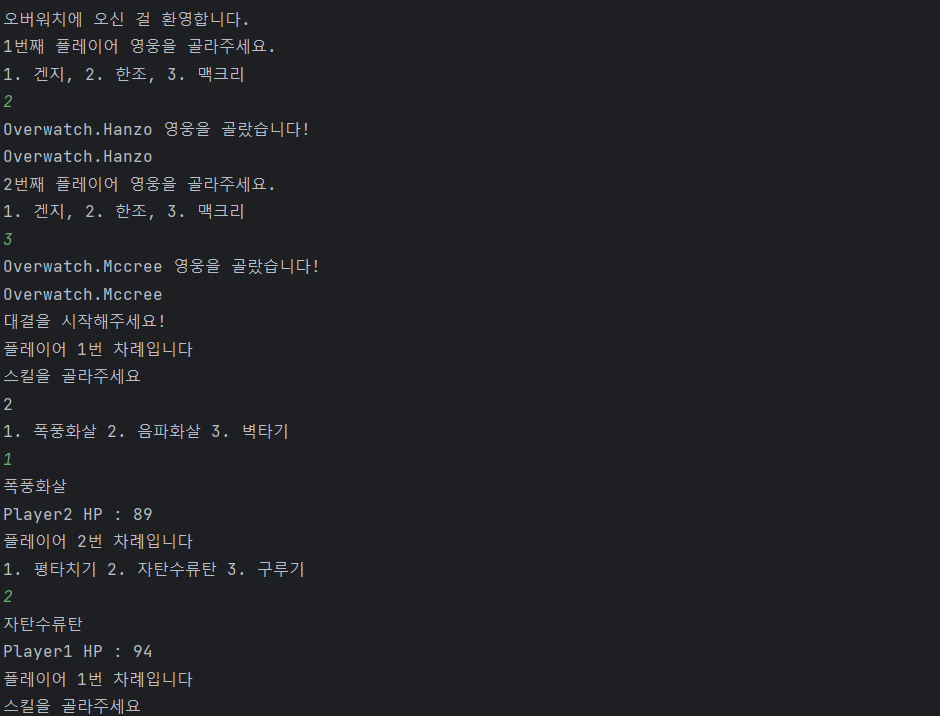 오버워치에 오신 걸 환영합니다.
1번째 플레이어 영웅을 골라주세요.
1. 겐지, 2. 한조, 3. 맥크리
2
Overwatch.Hanzo 영웅을 골랐습니다!
Overwatch.Hanzo
2번째 플레이어 영웅을 골라주세요.
1. 겐지, 2. 한조, 3. 맥크리
3
Overwatch.Mccree 영웅을 골랐습니다!
Overwatch.Mccree
대결을 시작해주세요!
플레이어 1번 차례입니다
스킬을 골라주세요
2
1. 폭풍화살 2. 음파화살 3. 벽타기
1
폭풍화살
Player2 HP : 89
플레이어 2번 차례입니다
1. 평타치기 2. 자탄수류탄 3. 구루기
2
자탄수류탄
Player1 HP : 94
플레이어 1번 차례입니다
스킬을 골라주세요